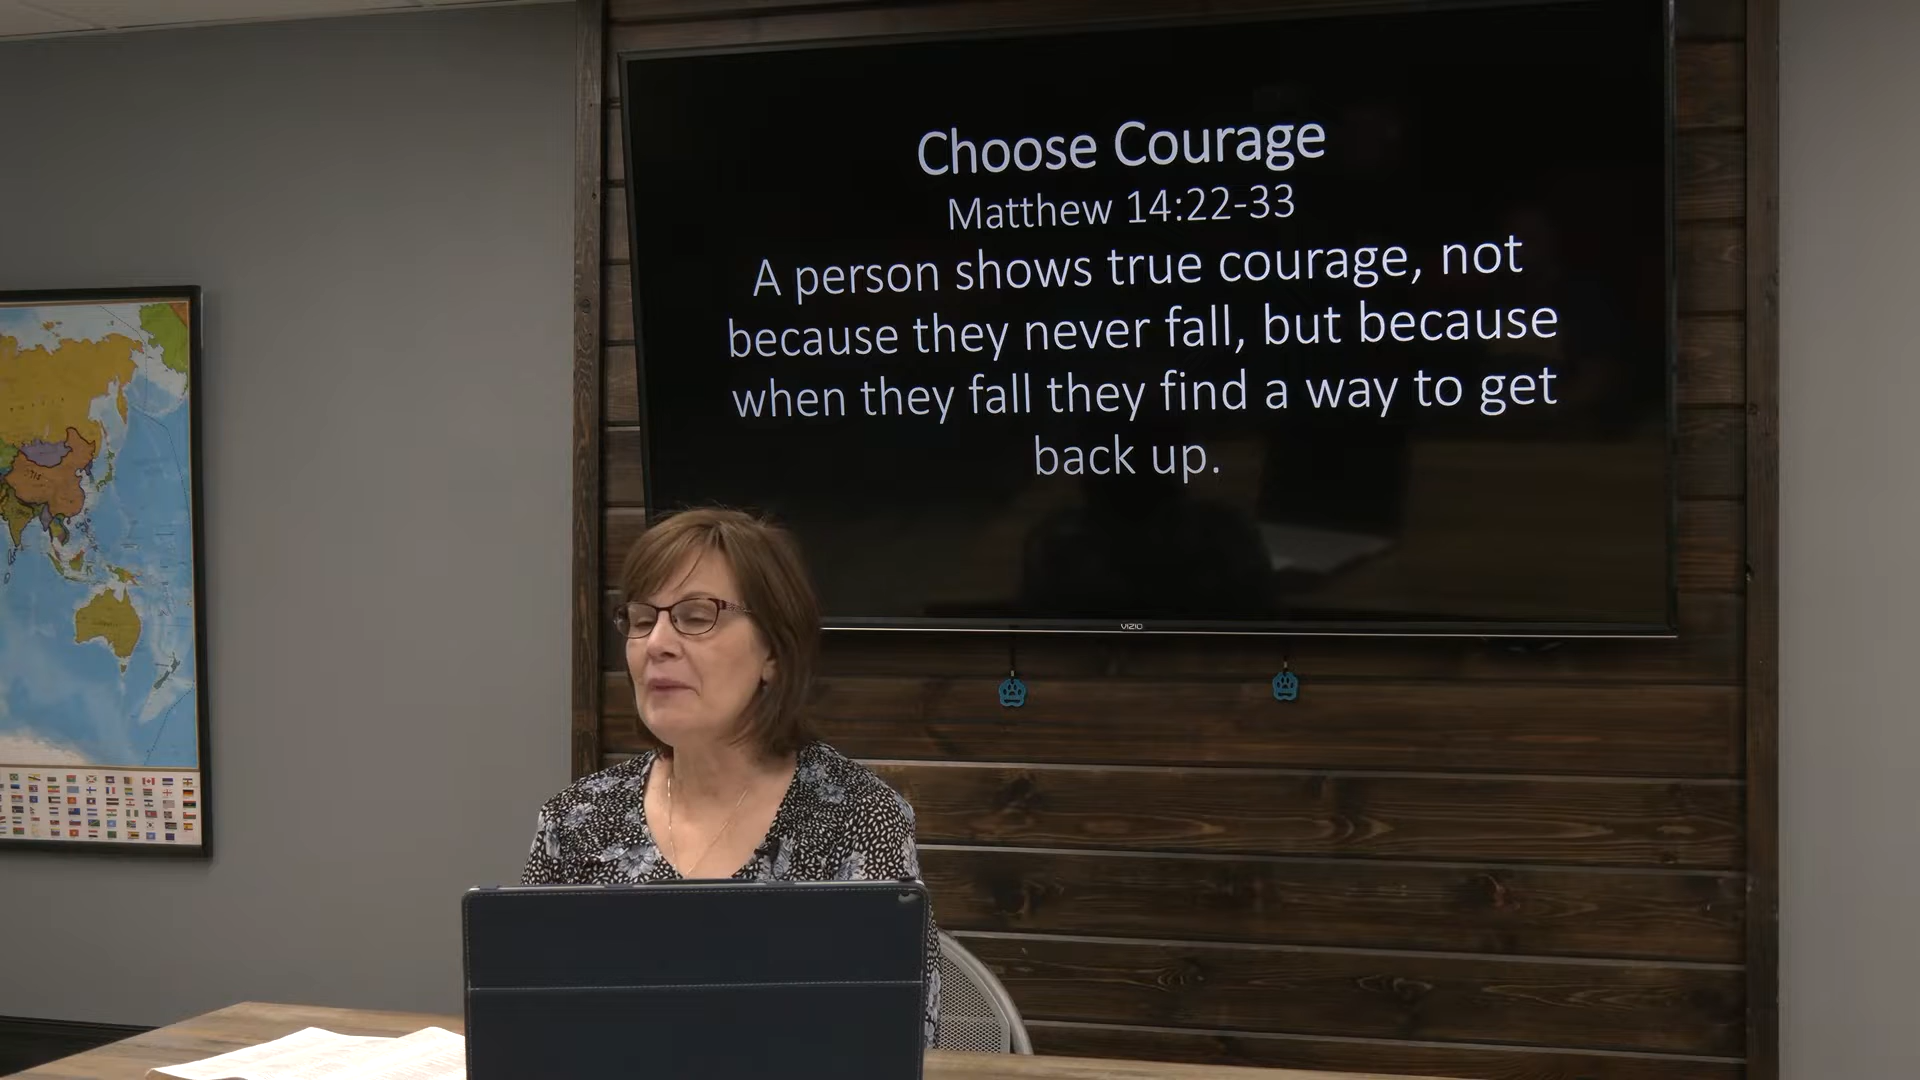 Choose Courage
Matthew 14:22-33
A person shows true courage, not
because they never fall, but because
when they fall they find a way to get
back up.
VIZIO